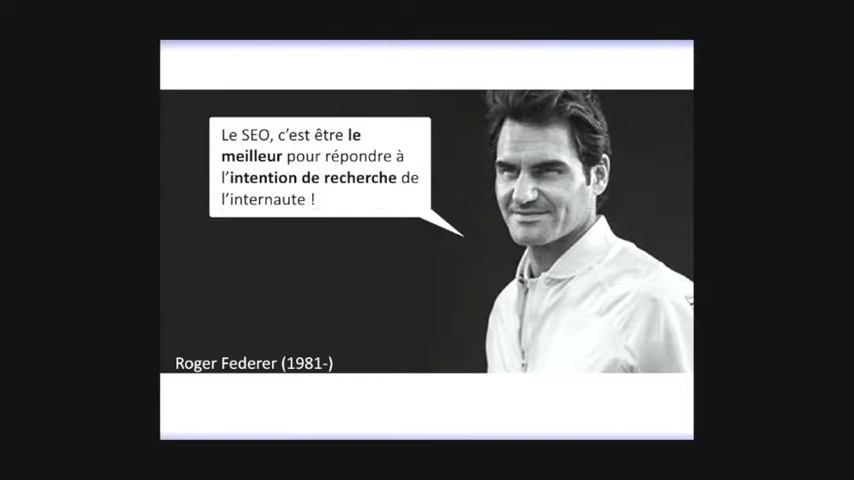 Le SEO, c’est être le
meilleur pour répondre à
l’intention de recherche de
l’internaute !
Roger Federer (1981-)